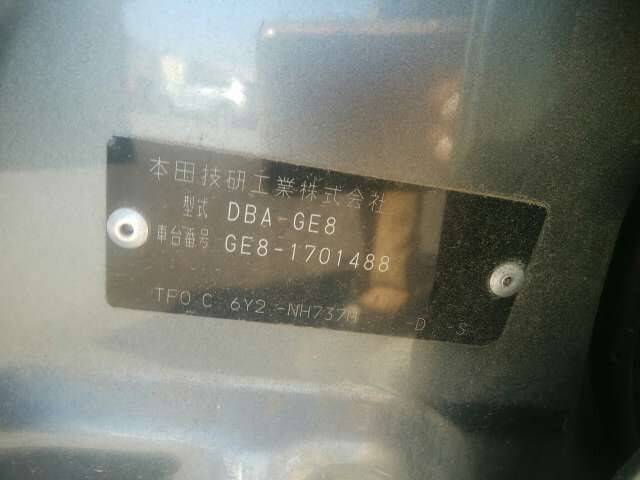 本田技研工業株式会社
型式 DBA-GE8
車台番号 GE8-1701488
TF0 C 6Y2 -NH737M -D -S